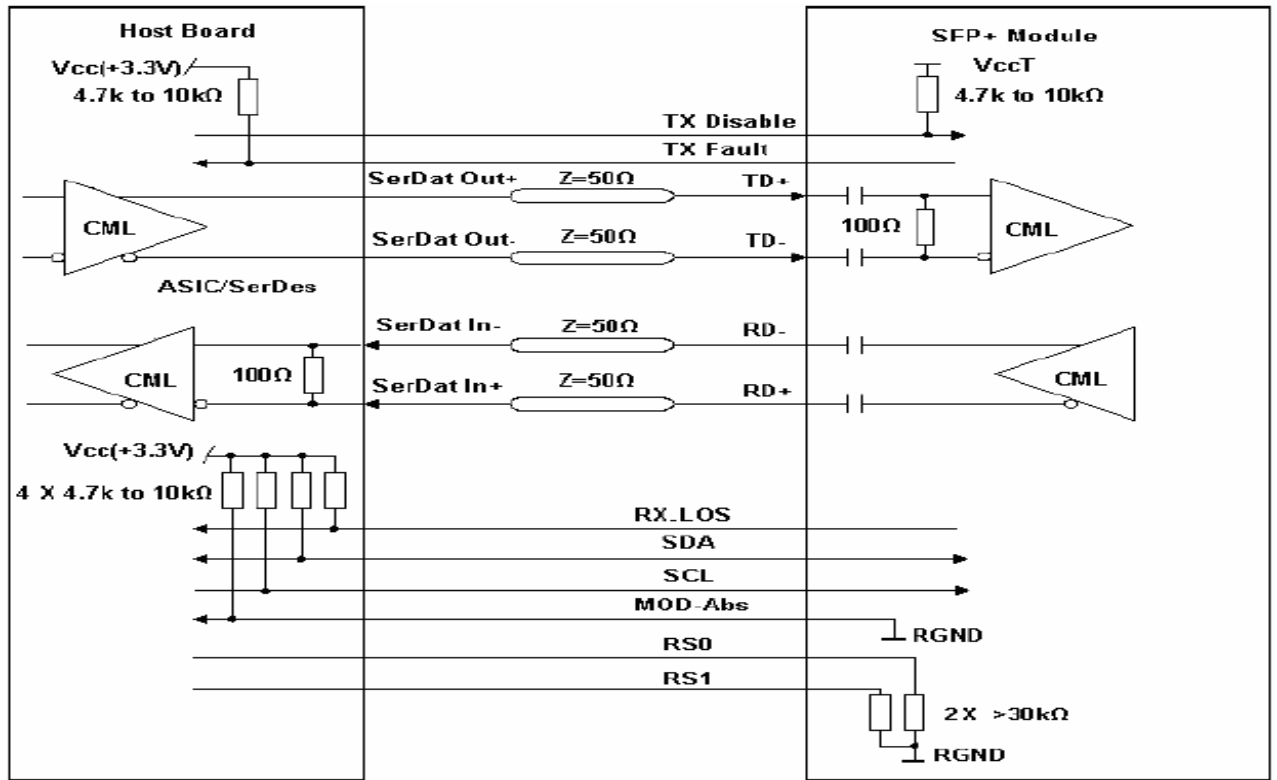 Host Board
SFP+ Module
Vcc(+3.3V)
4.7k to 10kΩ
VccT
4.7k to 10kΩ
TX Disable
TX Fault
SerDat Out+
Z=50Ω
TD+
CML
100Ω
CML
SerDat Out-
Z=50Ω
TD-
ASIC/SerDes
SerDat In-
Z=50Ω
RD-
CML
100Ω
SerDat In+
Z=50Ω
RD+
CML
Vcc(+3.3V)
4 X 4.7k to 10kΩ
RX_LOS
SDA
SCL
MOD-Abs
RGND
RS0
RS1
2X >30kΩ
RGND